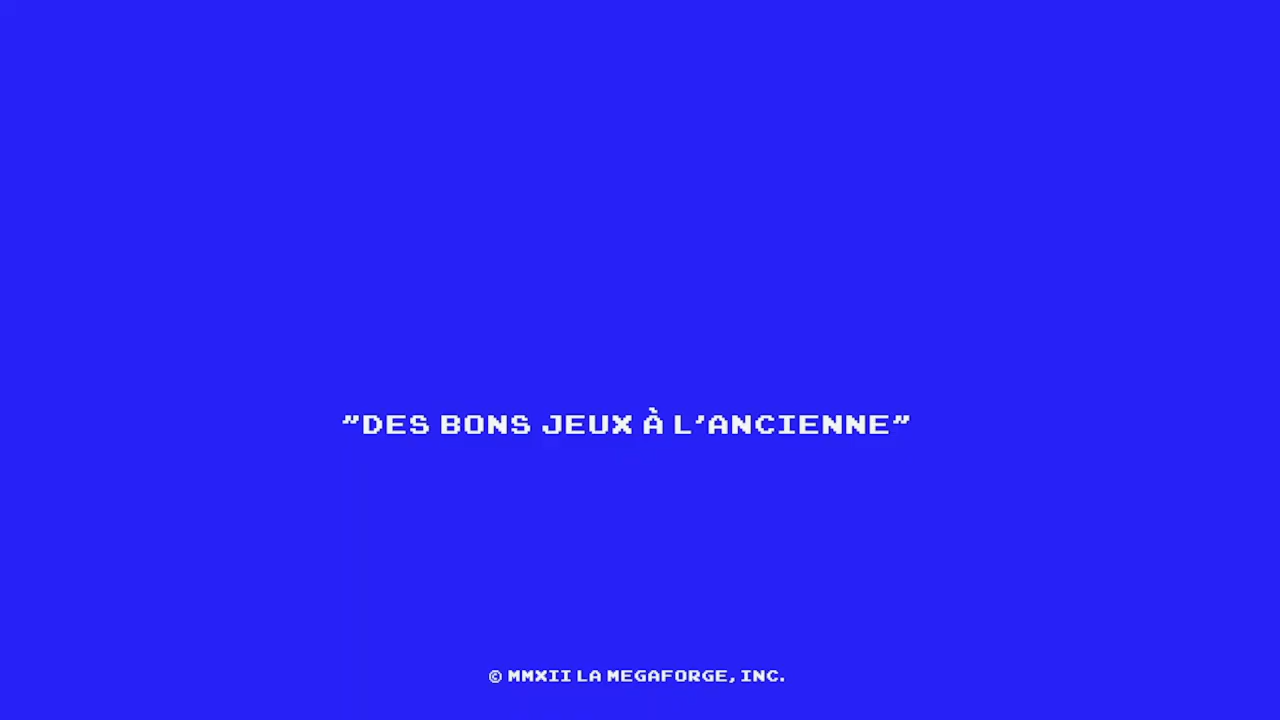 "DES BONS JEUX À L'ANCIENNE"
© MMXII LA MEGAFORGE, INC.